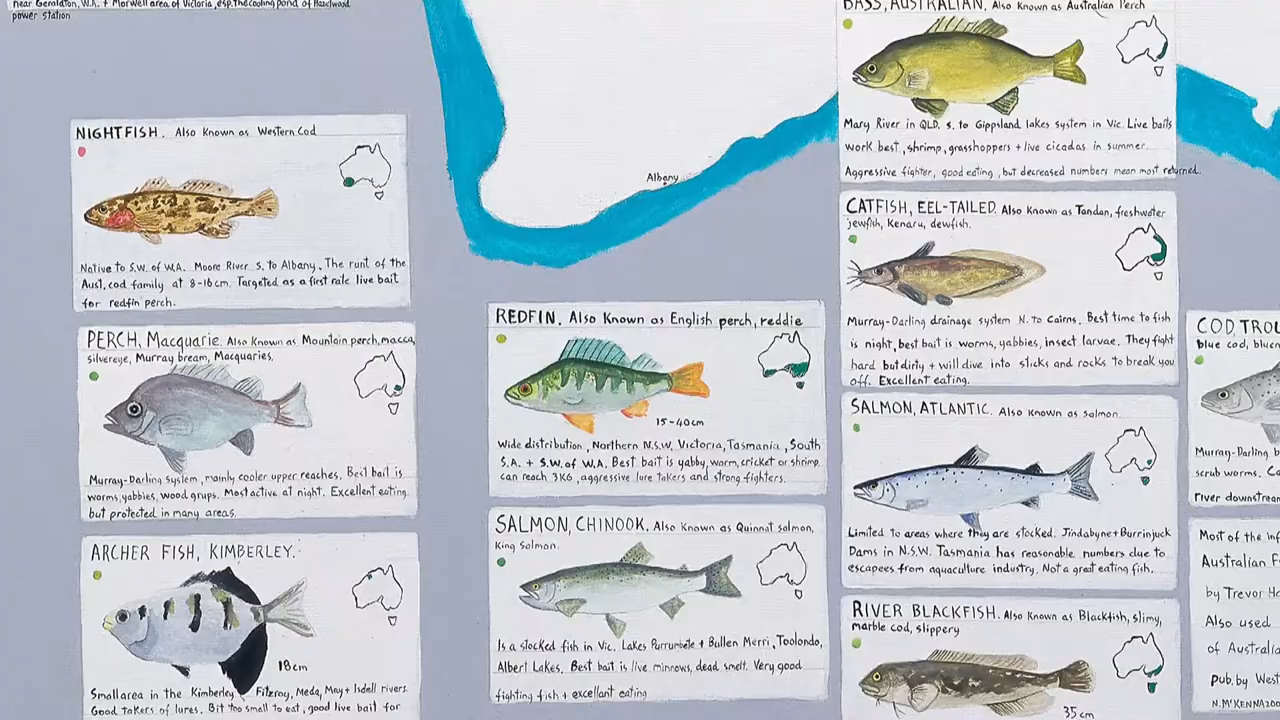 near Geraldton, W.A. + Morwell area of Victoria, esp. the cooling pond of Hazelwood
power station
NIGHTFISH. Also Known as Western Cod
Native to S.W. of W.A. Moore River S. to Albany. The runt of the
Aust. cod family at 8-16cm. Targeted as a first rate live bait
for redfin perch.
PERCH, Macquarie. Also Known as Mountain perch, macca,
silvereye, Murray bream, Macquaries.
Murray-Darling system, mainly cooler upper reaches. Best bait is
worms, yabbies, wood grups. Most active at night. Excellent eating
but protected in many areas.
ARCHER FISH, KIMBERLEY.
18cm
Small area in the Kimberley. Fitzroy, Meda, May + Isdell rivers.
Good takers of lures. Bit too small to eat, good live bait for
Albany
REDFIN. Also Known as English perch, reddie
15-40cm
Wide distribution, Northern N.S.W, Victoria, Tasmania, South
S.A. + S.W. of W.A. Best bait is yabby, worm, cricket or shrimp
can reach 3KG, aggressive lure takers and strong fighters.
SALMON, CHINOOK. Also Known as Quinnat salmon,
King Salmon.
Is a stocked fish in Vic. Lakes Purrumbete + Bullen Merri, Toolondo,
Albert Lakes. Best bait is live minnows, dead smelt. Very good
fighting fish + excellent eating
BASS, AUSTRALIAN. Also Known as Australian Perch
Mary River in QLD. S. to Gippsland lakes system in Vic. Live baits
work best, shrimp, grasshoppers + live cicadas in summer.
Aggressive fighter, good eating, but decreased numbers mean most returned.
CATFISH, EEL-TAILED. Also Known as Tandan, freshwater
jewfish, Kenaru, dewfish.
Murray-Darling drainage system N. to Cairns. Best time to fish
is night, best bait is worms, yabbies, insect larvae. They fight
hard but dirty + will dive into sticks and rocks to break you
off. Excellent eating.
SALMON, ATLANTIC. Also Known as salmon.
Limited to areas where they are stocked. Jindabyne + Burrinjuck
Dams in N.S.W. Tasmania has reasonable numbers due to
escapees from aquaculture industry. Not a great eating fish.
RIVER BLACKFISH. Also Known as Blackfish, slimy,
marble cod, slippery
35cm
COD, TROU
blue cod, bluen
Murray-Darling b
scrub worms. Ca
river downstream
Most of the inf
Australian F
by Trevor Ha
Also used
of Australia
pub. by West
N. M<sup>c</sup>KENNA 200